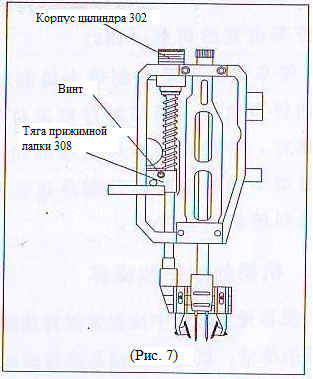 Корпус цилиндра 302
Винт
Тяга прижимной
лапки 308
(Рис. 7)